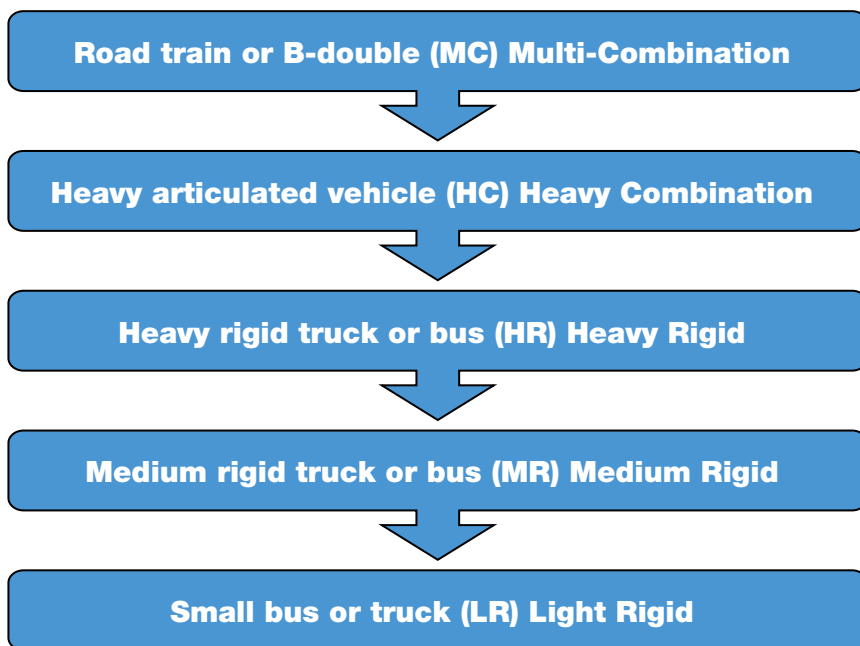 Road train or B-double (MC) Multi-Combination
Heavy articulated vehicle (HC) Heavy Combination
Heavy rigid truck or bus (HR) Heavy Rigid
Medium rigid truck or bus (MR) Medium Rigid
Small bus or truck (LR) Light Rigid